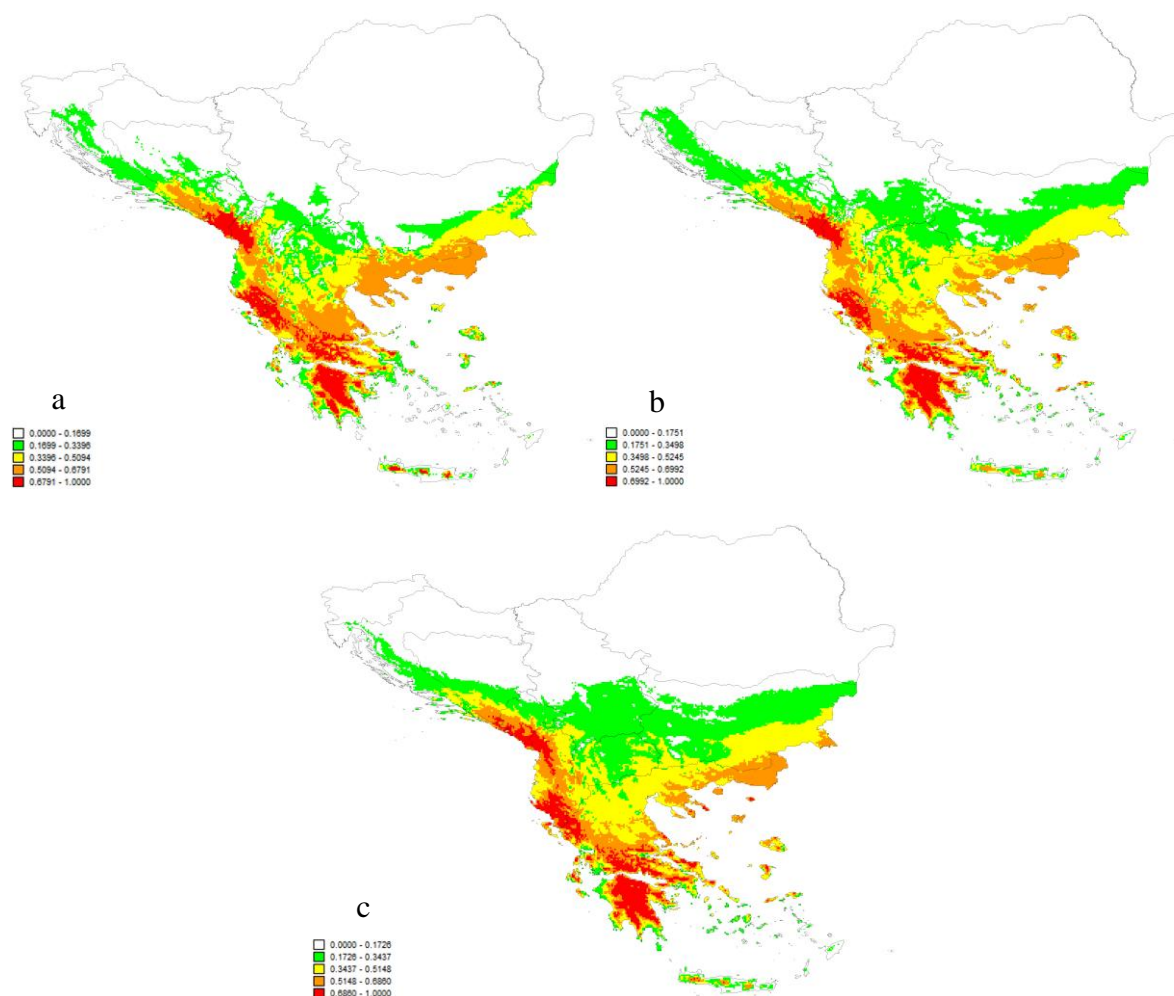 a
0.0000 - 0.1699
0.1699 - 0.3396
0.3396 - 0.5094
0.5094 - 0.6791
0.6791 - 1.0000
b
0.0000 - 0.1751
0.1751 - 0.3498
0.3498 - 0.5245
0.5245 - 0.6992
0.6992 - 1.0000
c
0.0000 - 0.1726
0.1726 - 0.3437
0.3437 - 0.5148
0.5148 - 0.6860
0.6860 - 1.0000